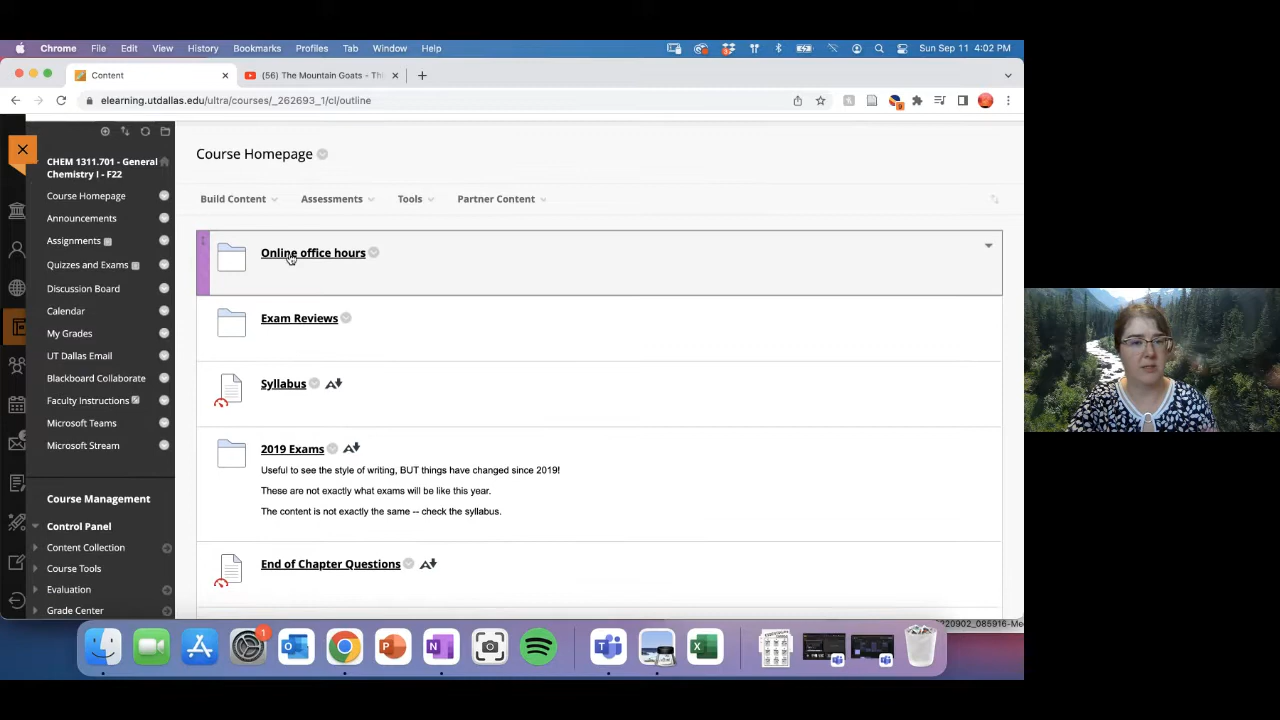 Chrome File Edit View History Bookmarks Profiles Tab Window Help Sun Sep 11 4:02 PM
Content (56) The Mountain Goats - Thi
elearning.utdallas.edu/ultra/courses/_262693_1/cl/outline
CHEM 1311.701 - General
Chemistry I - F22
Course Homepage
Announcements
Assignments
Quizzes and Exams
Discussion Board
Calendar
My Grades
UT Dallas Email
Blackboard Collaborate
Faculty Instructions
Microsoft Teams
Microsoft Stream
Course Management
Control Panel
Content Collection
Course Tools
Evaluation
Grade Center
Course Homepage
Build Content Assessments Tools Partner Content
Online office hours
Exam Reviews
Syllabus
2019 Exams
Useful to see the style of writing, BUT things have changed since 2019!
These are not exactly what exams will be like this year.
The content is not exactly the same -- check the syllabus.
End of Chapter Questions
1